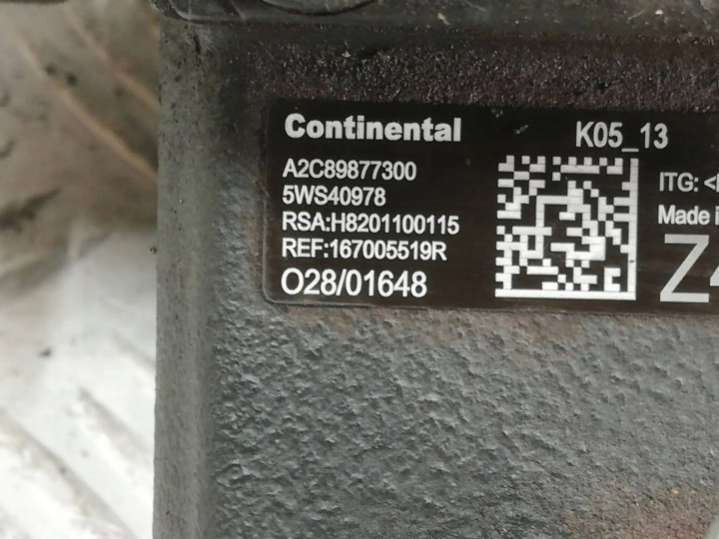 Continental
A2C89877300
5WS40978
RSA:H8201100115
REF:167005519R
O28/01648
K05_13
ITG: <
Made i
Z